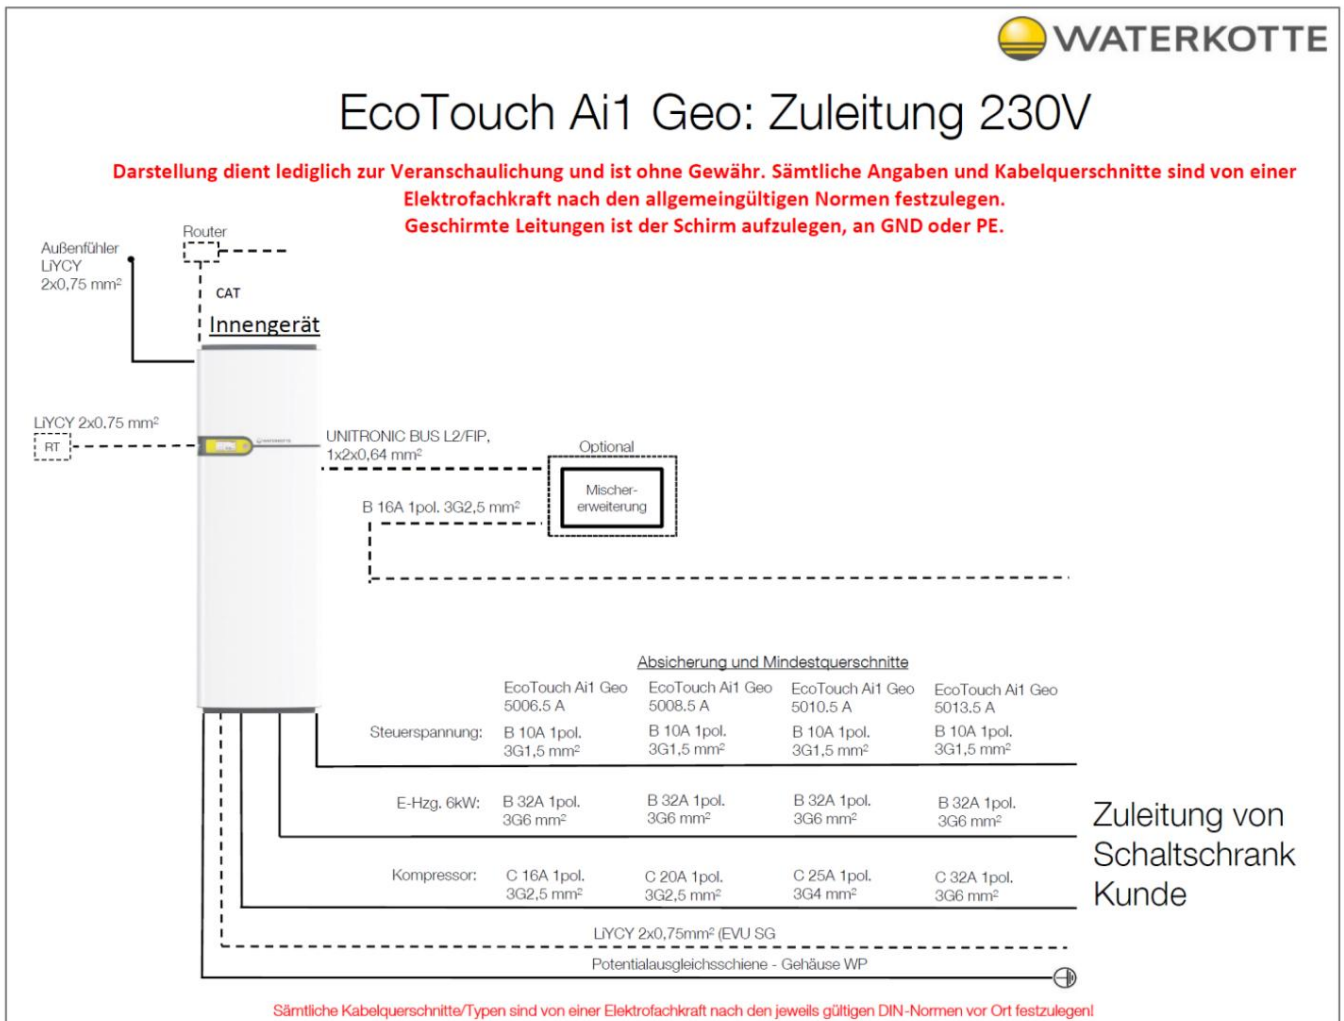 WATERKOTTE
EcoTouch Ai1 Geo: Zuleitung 230V
Darstellung dient lediglich zur Veranschaulichung und ist ohne Gewähr. Sämtliche Angaben und Kabelquerschnitte sind von einer
Elektrofachkraft nach den allgemeingültigen Normen festzulegen.
Geschirmte Leitungen ist der Schirm aufzulegen, an GND oder PE.
Router
Außenfühler
LiYCY
2x0,75 mm²
CAT
Innengerät
LiYCY 2x0.75 mm²
RT
WATERKOTTE
UNITRONIC BUS L2/FIP,
1x2x0,64 mm²
Optional
Mischer-
erweiterung
B 16A 1pol. 3G2,5 mm²
Absicherung und Mindestquerschnitte
EcoTouch Ai1 Geo EcoTouch Ai1 Geo EcoTouch Ai1 Geo EcoTouch Ai1 Geo
5006.5 A 5008.5 A 5010.5 A 5013.5 A
Steuerspannung: B 10A 1pol. B 10A 1pol. B 10A 1pol. B 10A 1pol.
3G1,5 mm² 3G1,5 mm² 3G1,5 mm² 3G1,5 mm²
E-Hzg. 6kW: B 32A 1pol. B 32A 1pol. B 32A 1pol. B 32A 1pol.
3G6 mm² 3G6 mm² 3G6 mm² 3G6 mm²
Kompressor: C 16A 1pol. C 20A 1pol. C 25A 1pol. C 32A 1pol.
3G2,5 mm² 3G2,5 mm² 3G4 mm² 3G6 mm²
Zuleitung von
Schaltschrank
Kunde
LiYCY 2x0,75mm² (EVU SG
Potentialausgleichsschiene - Gehäuse WP
Sämtliche Kabelquerschnitte/Typen sind von einer Elektrofachkraft nach den jeweils gültigen DIN-Normen vor Ort festzulegen!